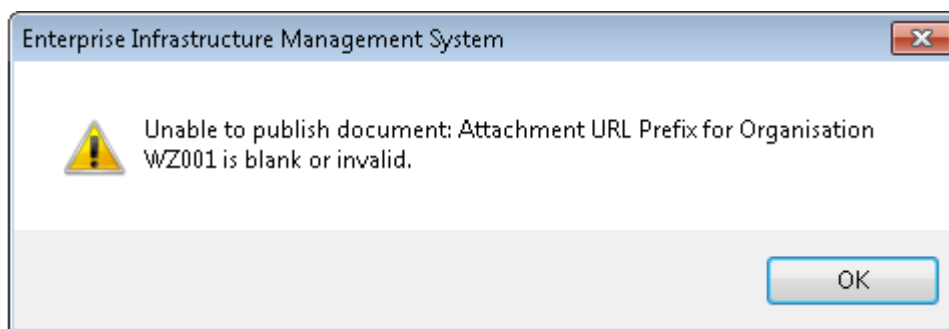 Enterprise Infrastructure Management System
Unable to publish document: Attachment URL Prefix for Organisation
WZ001 is blank or invalid.
OK